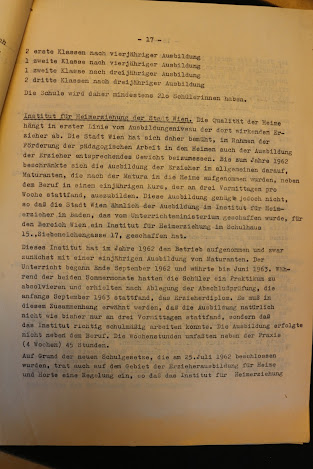 - 17 -
2 erste Klassen nach vierjähriger Ausbildung
1 zweite Klasse nach vierjähriger Ausbildung
1 zweite Klasse nach dreijähriger Ausbildung
2 dritte Klassen nach dreijähriger Ausbildung
Die Schule wird daher mindestens 210 Schülerinnen haben.
Institut für Heimerziehung der Stadt Wien. Die Qualität der Heime
hängt in erster Linie vom Ausbildungsniveau der dort wirkenden Er-
zieher ab. Die Stadt Wien hat sich daher bemüht, im Rahmen der
Förderung der pädagogischen Arbeit in den Heimen auch der Ausbildung
der Erzieher entsprechendes Gewicht beizumessen. Bis zum Jahre 1962
beschränkte sich die Ausbildung der Erzieher im allgemeinen darauf,
Maturanten, die nach der Matura in die Heime aufgenommen wurden, neben
dem Beruf in einem einjährigen Kurs, der an drei Vormittagen pro
Woche stattfand, auszubilden. Diese Ausbildung genügte jedoch nicht,
so daß die Stadt Wien ähnlich der Ausbildung im Institut für Heim-
erzieher in Baden, das vom Unterrichtsministerium geschaffen wurde, für
den Bereich Wien ein Institut für Heimerziehung im Schulhaus
15., Siebeneichengasse 17, geschaffen hat.
Dieses Institut hat im Jahre 1962 den Betrieb aufgenommen und zwar
zunächst mit einer einjährigen Ausbildung von Maturanten. Der
Unterricht begann Ende September 1962 und währte bis Juni 1963. Wäh-
rend der beiden Sommermonate hatten die Schüler ein Praktikum zu
absolvieren und erhielten nach Ablegung der Abschlußprüfung, die
anfangs September 1963 stattfand, das Erzieherdiplom. Es muß in
diesem Zusammenhang erwähnt werden, daß die Ausbildung natürlich
nicht wie bisher nur an drei Vormittagen stattfand, sondern daß
das Institut richtig schulmäßig arbeiten konnte. Die Ausbildung erfolgte
nicht neben dem Beruf. Die Wochenstunden umfaßten neben der Praxis
(4 Wochen) 45 Stunden.
Auf Grund der neuen Schulgesetze, die am 25. Juli 1962 beschlossen
wurden, trat auch auf dem Gebiet der Erzieherausbildung für Heime
und Horte eine Regelung ein, so daß das Institut für Heimerziehung